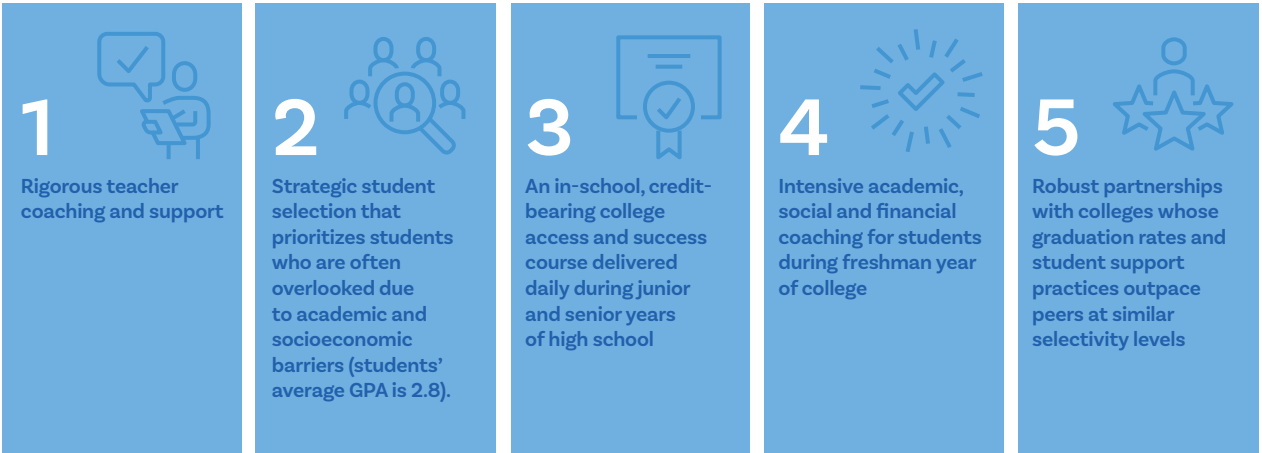 1
Rigorous teacher
coaching and support
2
Strategic student
selection that
prioritizes students
who are often
overlooked due
to academic and
socioeconomic
barriers (students’
average GPA is 2.8).
3
An in-school, credit-
bearing college
access and success
course delivered
daily during junior
and senior years
of high school
4
Intensive academic,
social and financial
coaching for students
during freshman year
of college
5
Robust partnerships
with colleges whose
graduation rates and
student support
practices outpace
peers at similar
selectivity levels